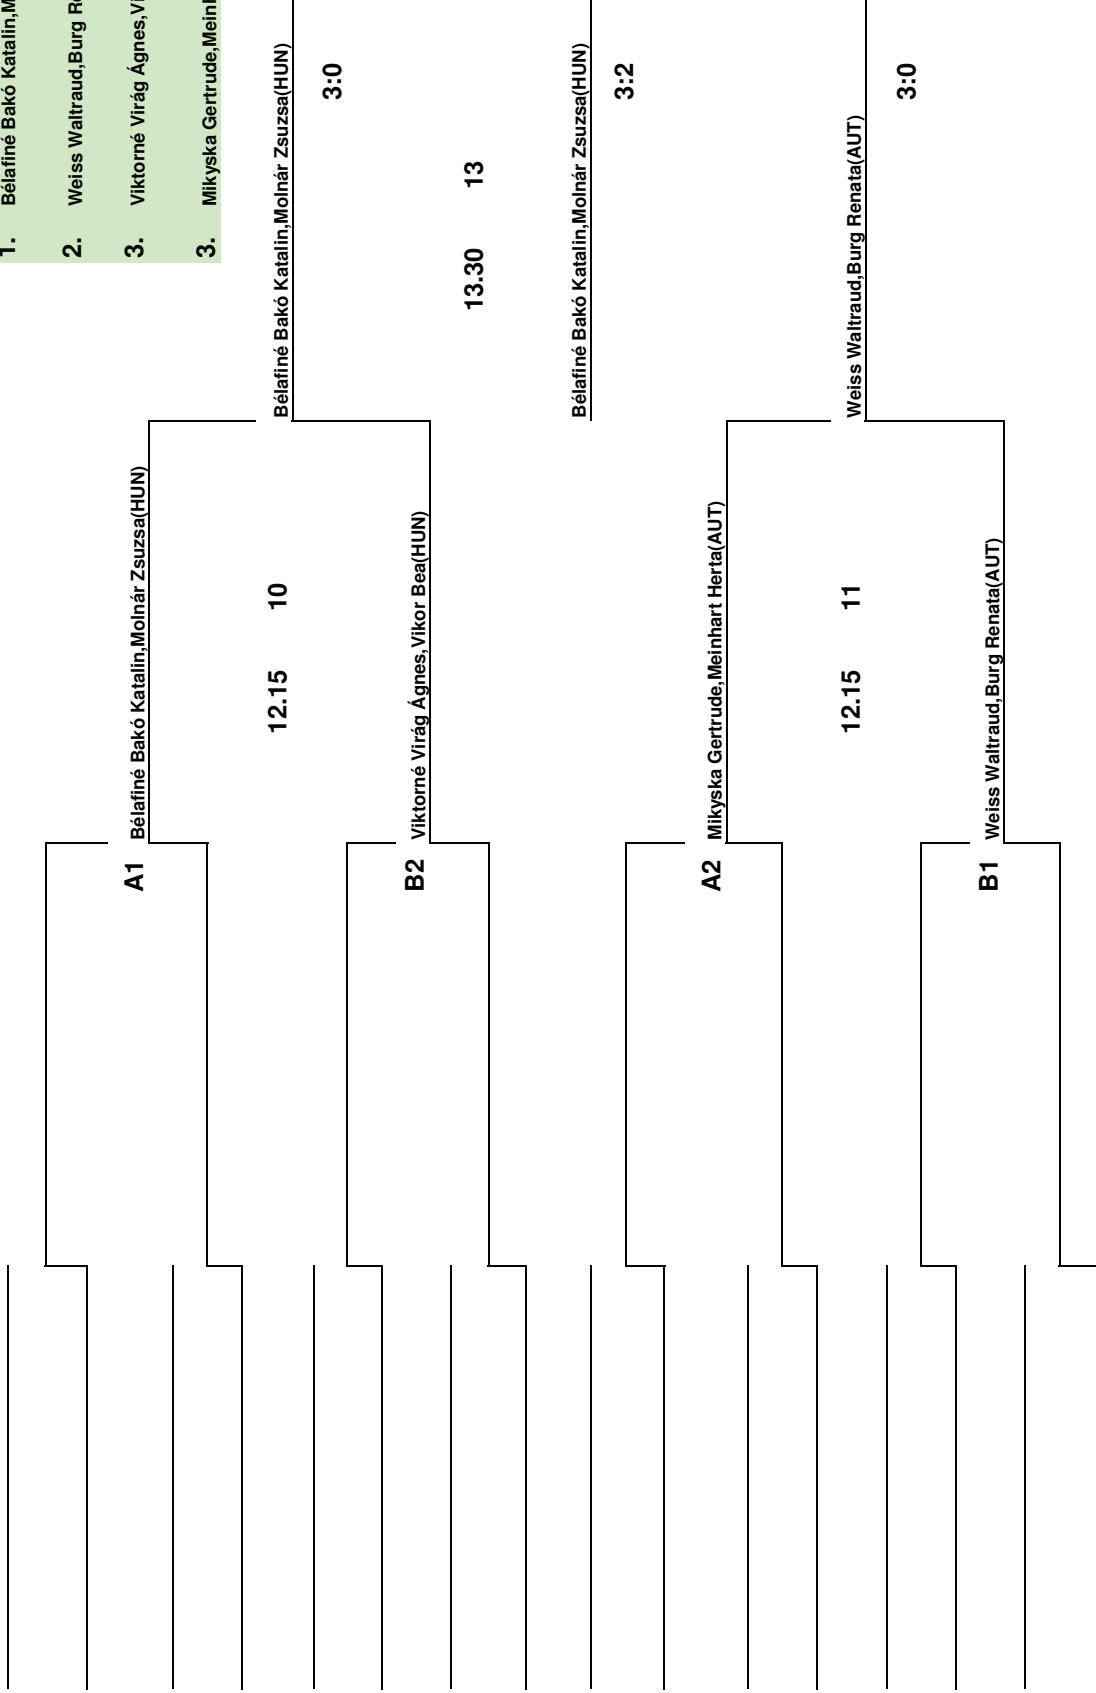 1. Bélafiné Bakó Katalin,M
2. Weiss Waltraud,Burg Re
3. Viktorné Virág Ágnes,Vi
3. Mikyska Gertrude,Meinh
A1 Bélafiné Bakó Katalin,Molnár Zsuzsa(HUN)
Bélafiné Bakó Katalin,Molnár Zsuzsa(HUN)
12.15 10
3:0
B2 Viktorné Virág Ágnes,Vikor Bea(HUN)
13.30 13
Bélafiné Bakó Katalin,Molnár Zsuzsa(HUN)
3:2
A2 Mikyska Gertrude,Meinhart Herta(AUT)
Weiss Waltraud,Burg Renata(AUT)
12.15 11
3:0
B1 Weiss Waltraud,Burg Renata(AUT)